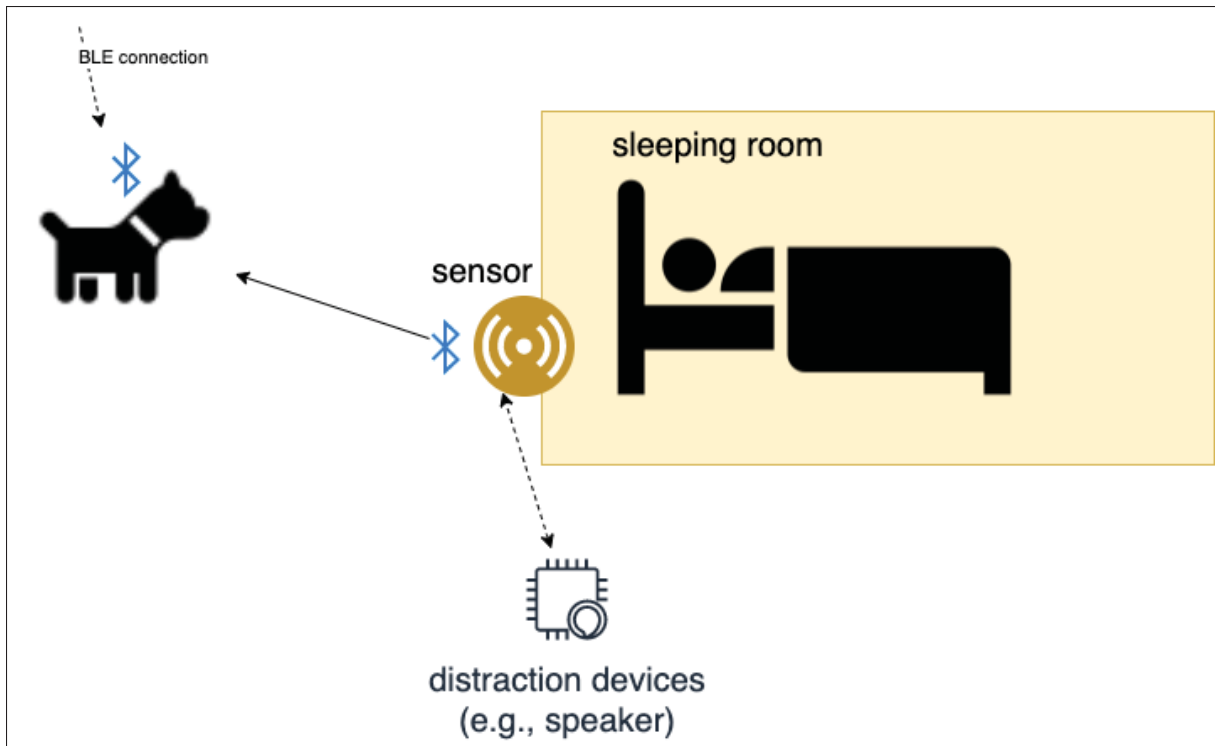 BLE connection
sleeping room
sensor
distraction devices
(e.g., speaker)